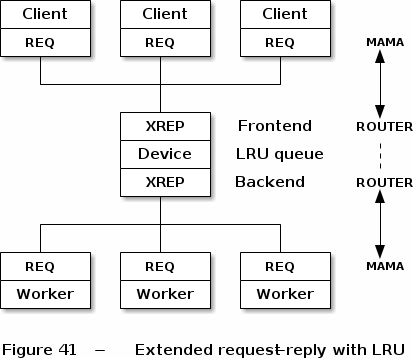 Client Client Client
REQ REQ REQ MAMA
XREP Frontend ROUTER
Device LRU queue
XREP Backend ROUTER
REQ REQ REQ MAMA
Worker Worker Worker
Figure 41 – Extended request-reply with LRU